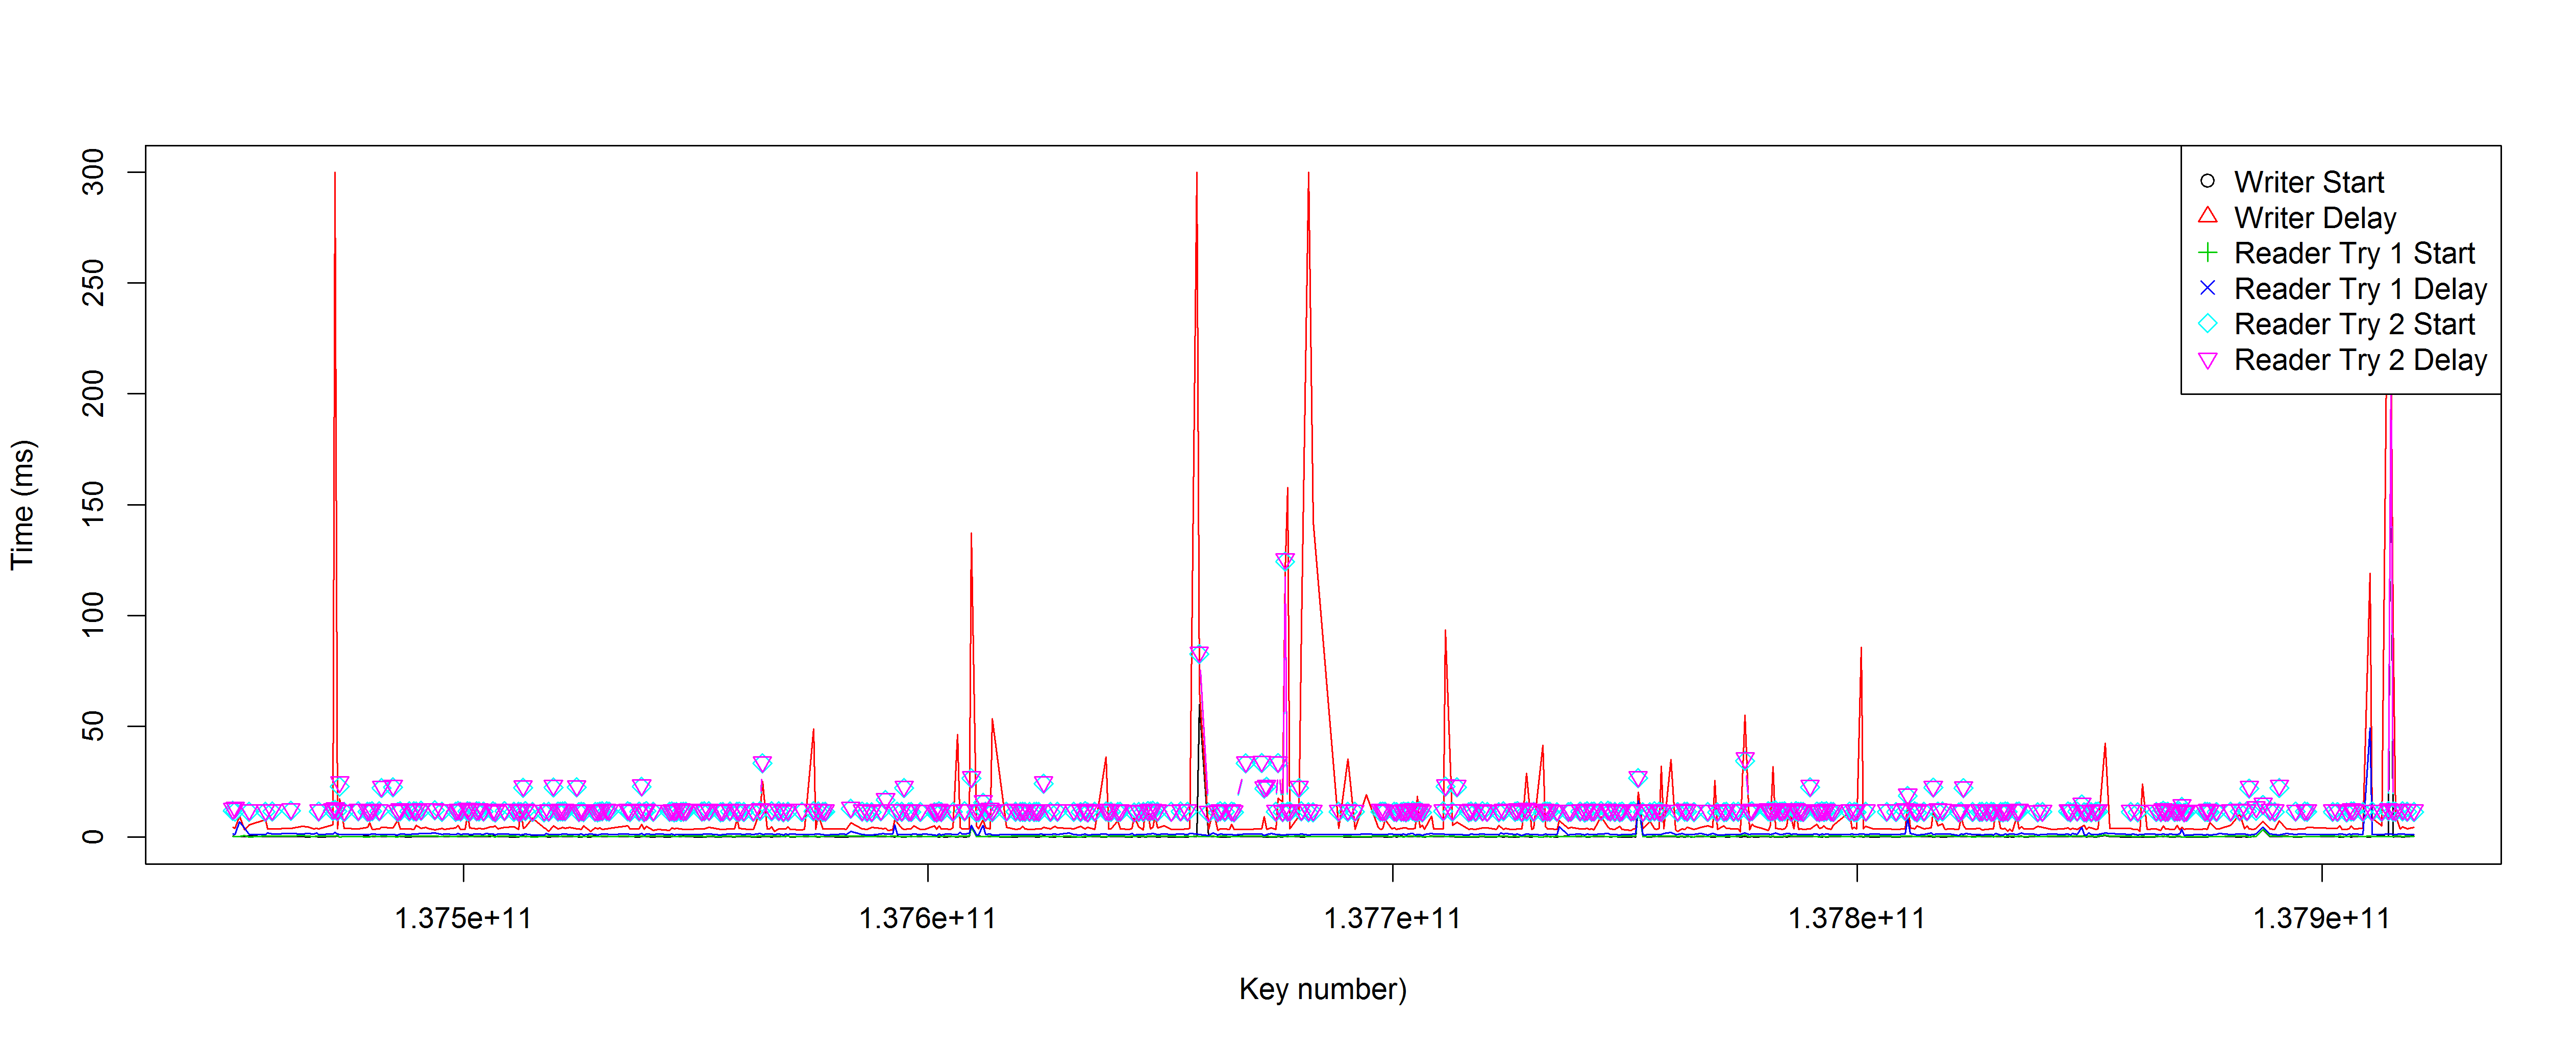 300
250
200
150
100
50
0
Time (ms)
Writer Start
Writer Delay
Reader Try 1 Start
Reader Try 1 Delay
Reader Try 2 Start
Reader Try 2 Delay
1.375e+11 1.376e+11 1.377e+11 1.378e+11 1.379e+11
Key number)